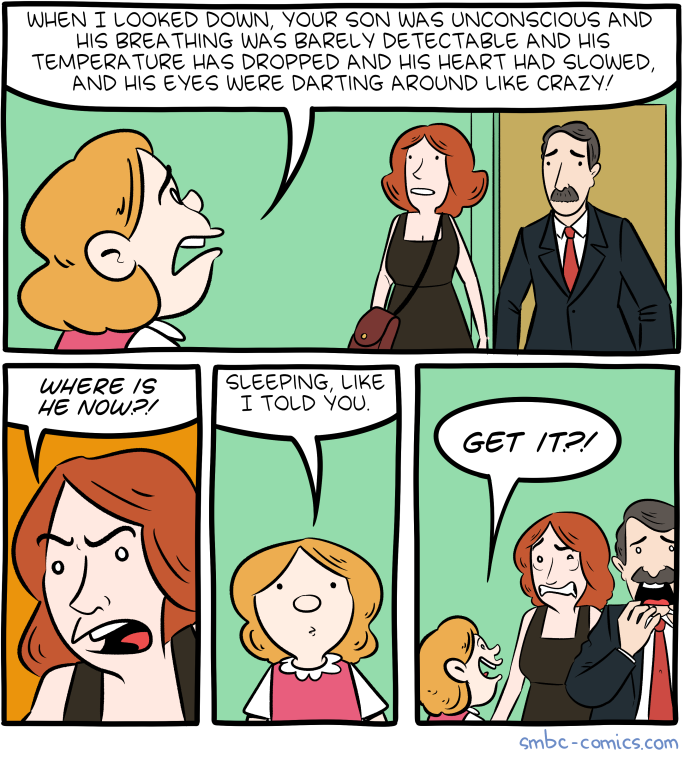 WHEN I LOOKED DOWN, YOUR SON WAS UNCONSCIOUS AND
HIS BREATHING WAS BARELY DETECTABLE AND HIS
TEMPERATURE HAS DROPPED AND HIS HEART HAD SLOWED,
AND HIS EYES WERE DARTING AROUND LIKE CRAZY!
WHERE IS
HE NOW?!
SLEEPING, LIKE
I TOLD YOU.
GET IT?!
smbc-comics.com